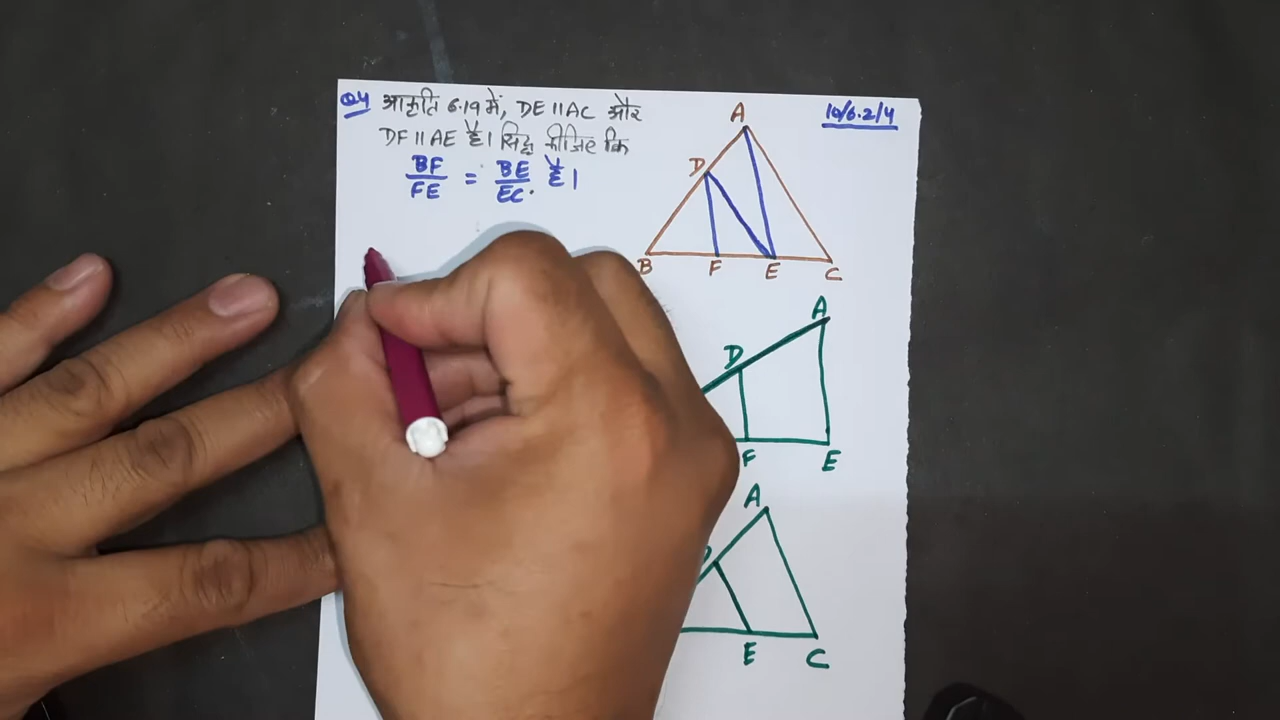 Q4 आकृति 6.19 में, DE || AC और
DF || AE है। सिद्ध कीजिए कि
BF/FE = BE/EC. है।
10/6.2/4
A
D
B F E C
A
D
F E
A
D
E C